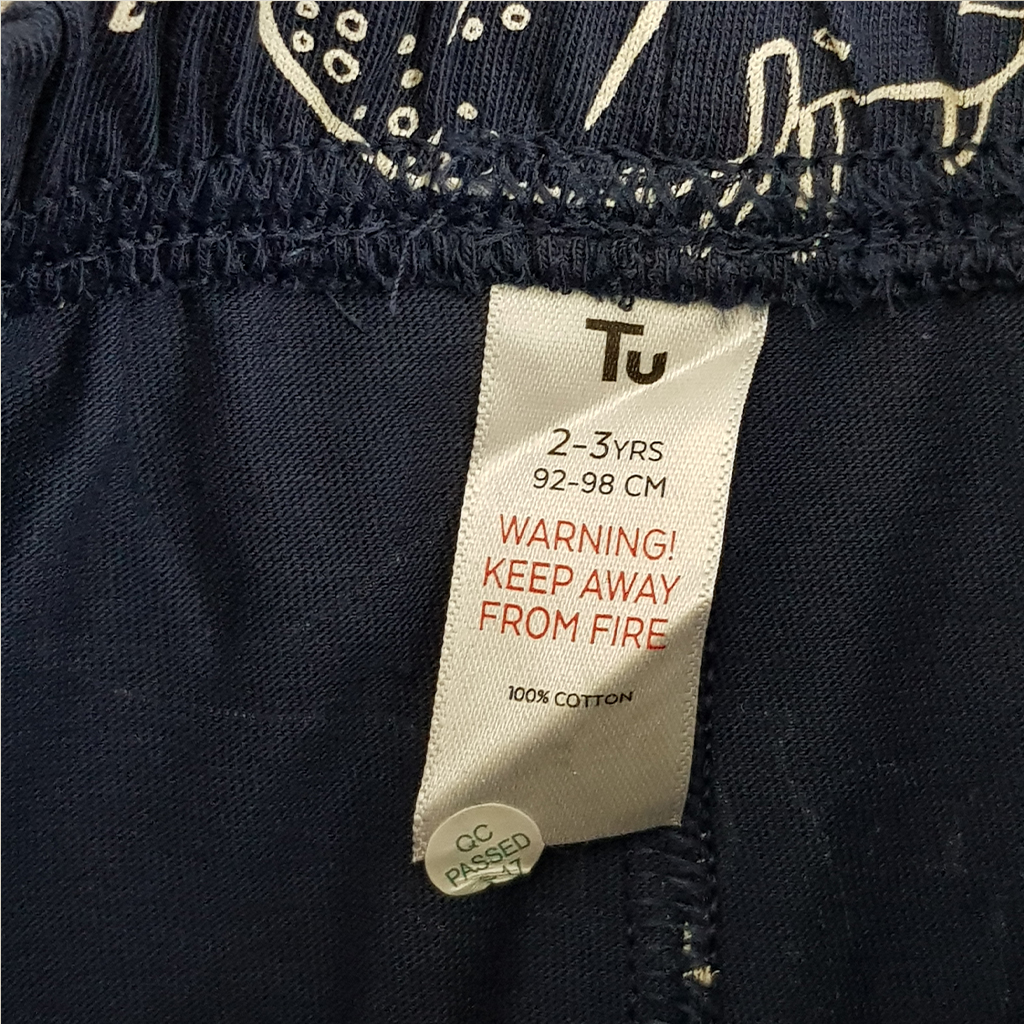 Tu
2-3YRS
92-98 CM
WARNING!
KEEP AWAY
FROM FIRE
100% COTTON
QC
PASSED